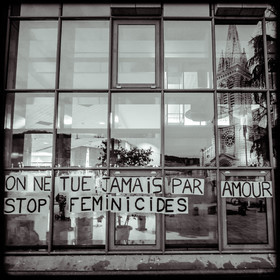 ON NE TUE JAMAIS PAR AMOUR
STOP FEMINICIDES